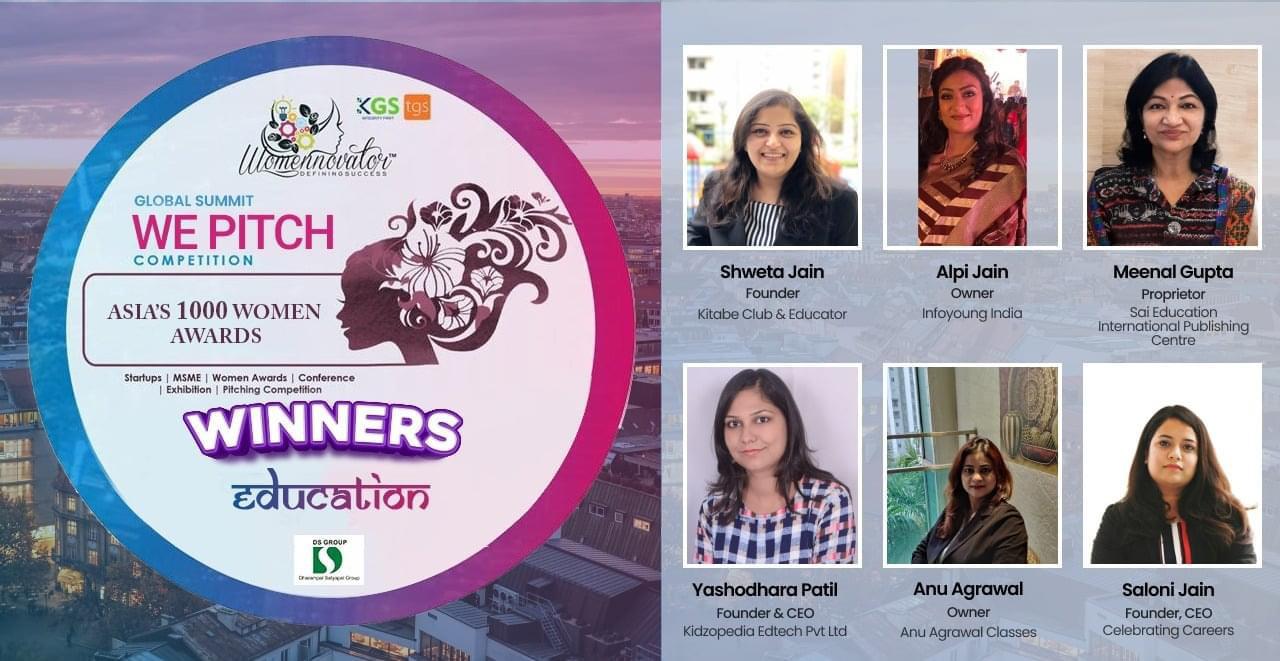 Womennovator™
DEFININGSUCCESS
KGS
INTEGRITY FIRST
tgs
GLOBAL SUMMIT
WE PITCH
COMPETITION
ASIA'S 1000 WOMEN
AWARDS
Startups | MSME | Women Awards | Conference
| Exhibition | Pitching Competition
WINNERS
education
DS GROUP
DS
Dharampal Satyapal Group
Shweta Jain
Founder
Kitabe Club & Educator
Alpi Jain
Owner
Infoyoung India
Meenal Gupta
Proprietor
Sai Education
International Publishing
Centre
Yashodhara Patil
Founder & CEO
Kidzopedia Edtech Pvt Ltd
Anu Agrawal
Owner
Anu Agrawal Classes
Saloni Jain
Founder, CEO
Celebrating Careers